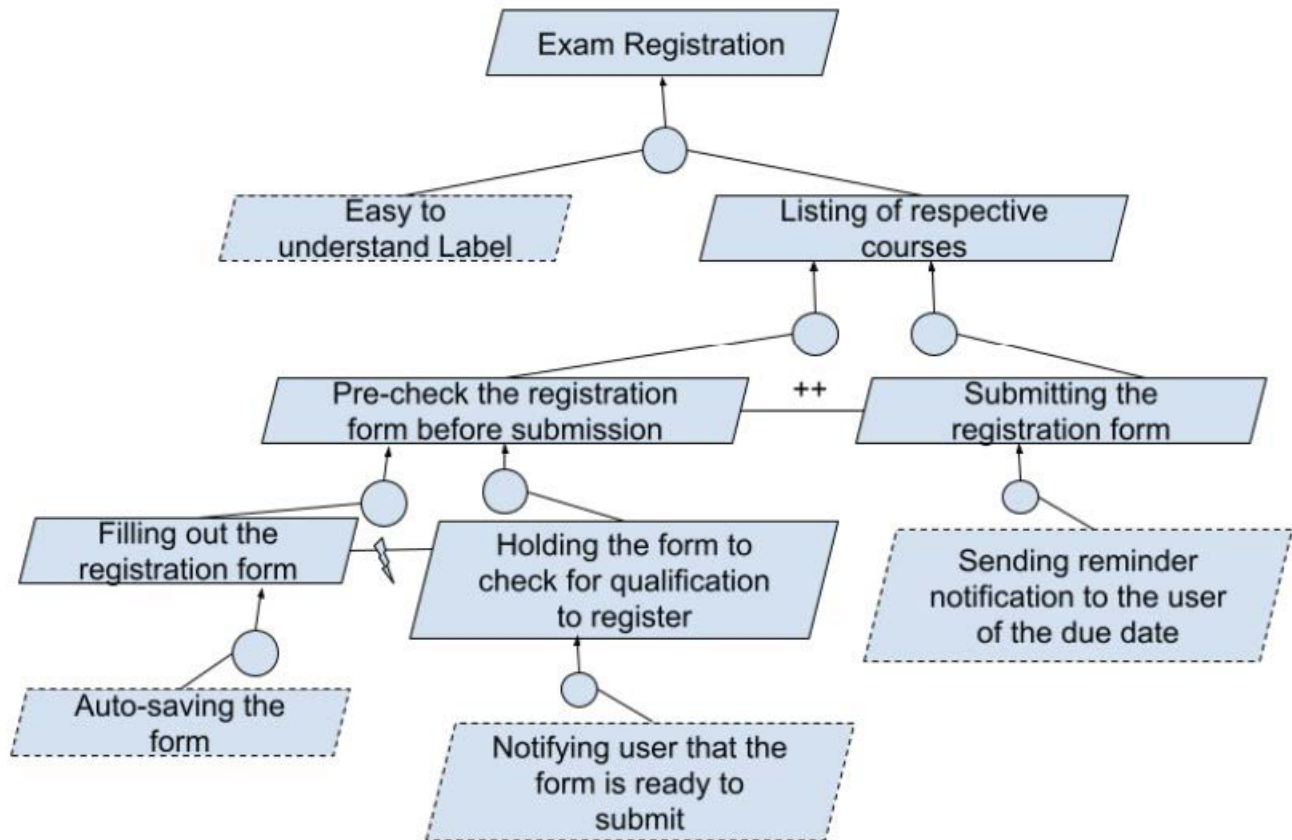 Exam Registration
Easy to
understand Label
Listing of respective
courses
Pre-check the registration
form before submission
++
Submitting the
registration form
Filling out the
registration form
Holding the form to
check for qualification
to register
Sending reminder
notification to the user
of the due date
Auto-saving the
form
Notifying user that the
form is ready to
submit